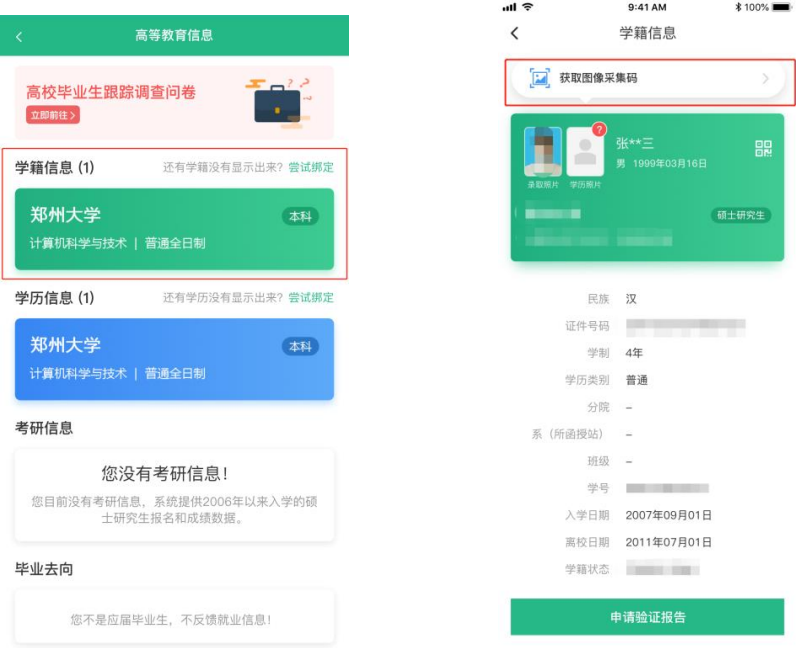 高等教育信息
高校毕业生跟踪调查问卷
立即前往>
学籍信息 (1)
还有学籍没有显示出来？尝试绑定
郑州大学
本科
计算机科学与技术 | 普通全日制
学历信息 (1)
还有学历没有显示出来？尝试绑定
郑州大学
本科
计算机科学与技术 | 普通全日制
考研信息
您没有考研信息！
您目前没有考研信息，系统提供2006年以来入学的硕
士研究生报名和成绩数据。
毕业去向
您不是应届毕业生，不反馈就业信息！
9:41 AM
100%
学籍信息
获取图像采集码
?
张**三
男 1999年03月16日
录取照片 学历照片
硕士研究生
民族 汉
证件号码
学制 4年
学历类别 普通
分院 –
系（所函授站） –
班级 –
学号
入学日期 2007年09月01日
离校日期 2011年07月01日
学籍状态
申请验证报告